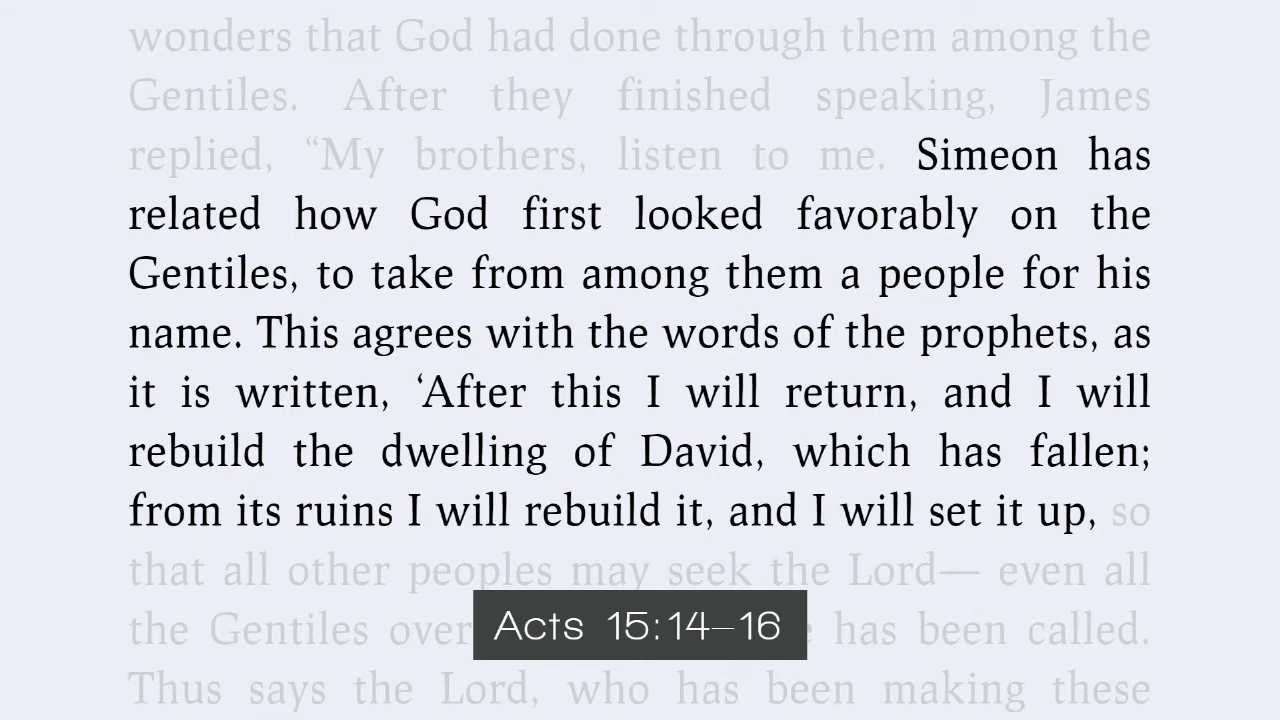 wonders that God had done through them among the
Gentiles. After they finished speaking, James
replied, “My brothers, listen to me. Simeon has
related how God first looked favorably on the
Gentiles, to take from among them a people for his
name. This agrees with the words of the prophets, as
it is written, ‘After this I will return, and I will
rebuild the dwelling of David, which has fallen;
from its ruins I will rebuild it, and I will set it up, so
that all other peoples may seek the Lord— even all
the Gentiles over has been called.
Acts 15:14–16
Thus says the Lord, who has been making these